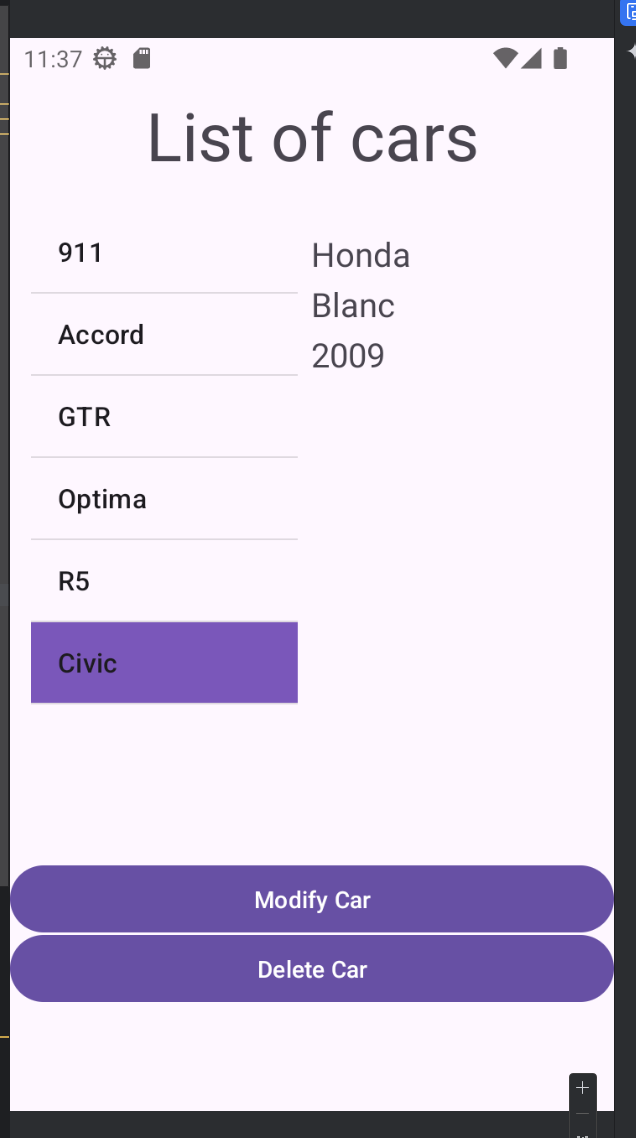 11:37
List of cars
911
Accord
GTR
Optima
R5
Civic
Honda
Blanc
2009
Modify Car
Delete Car